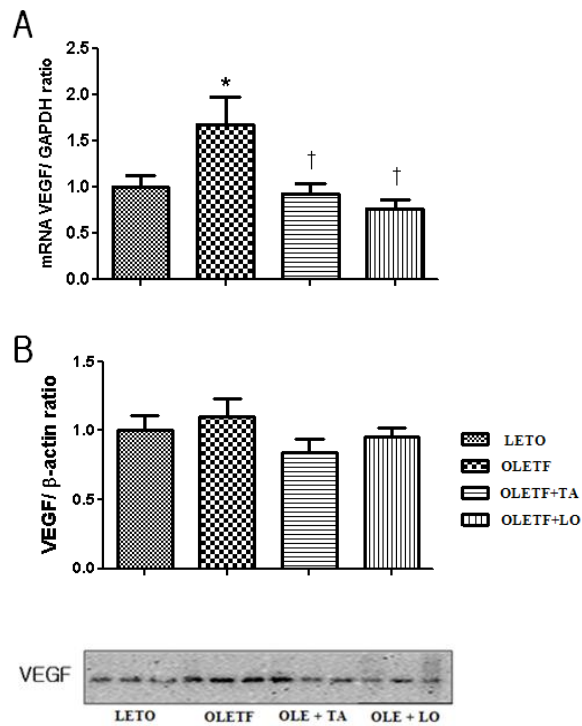 A
mRNA VEGF/ GAPDH ratio
2.5
2.0
1.5
1.0
0.5
0.0
*
†
†
B
VEGF/ β-actin ratio
1.5
1.0
0.5
0.0
LETO
OLETF
OLETF+TA
OLETF+LO
VEGF
LETO OLETF OLE + TA OLE + LO